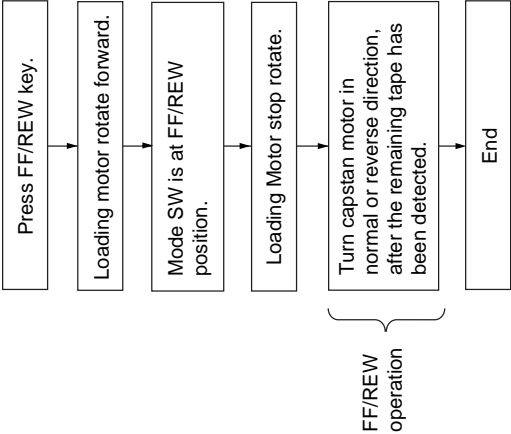 Press FF/REW key.
Loading motor rotate forward.
Mode SW is at FF/REW
position.
Loading Motor stop rotate.
Turn capstan motor in
normal or reverse direction,
after the remaining tape has
been detected.
End
FF/REW
operation